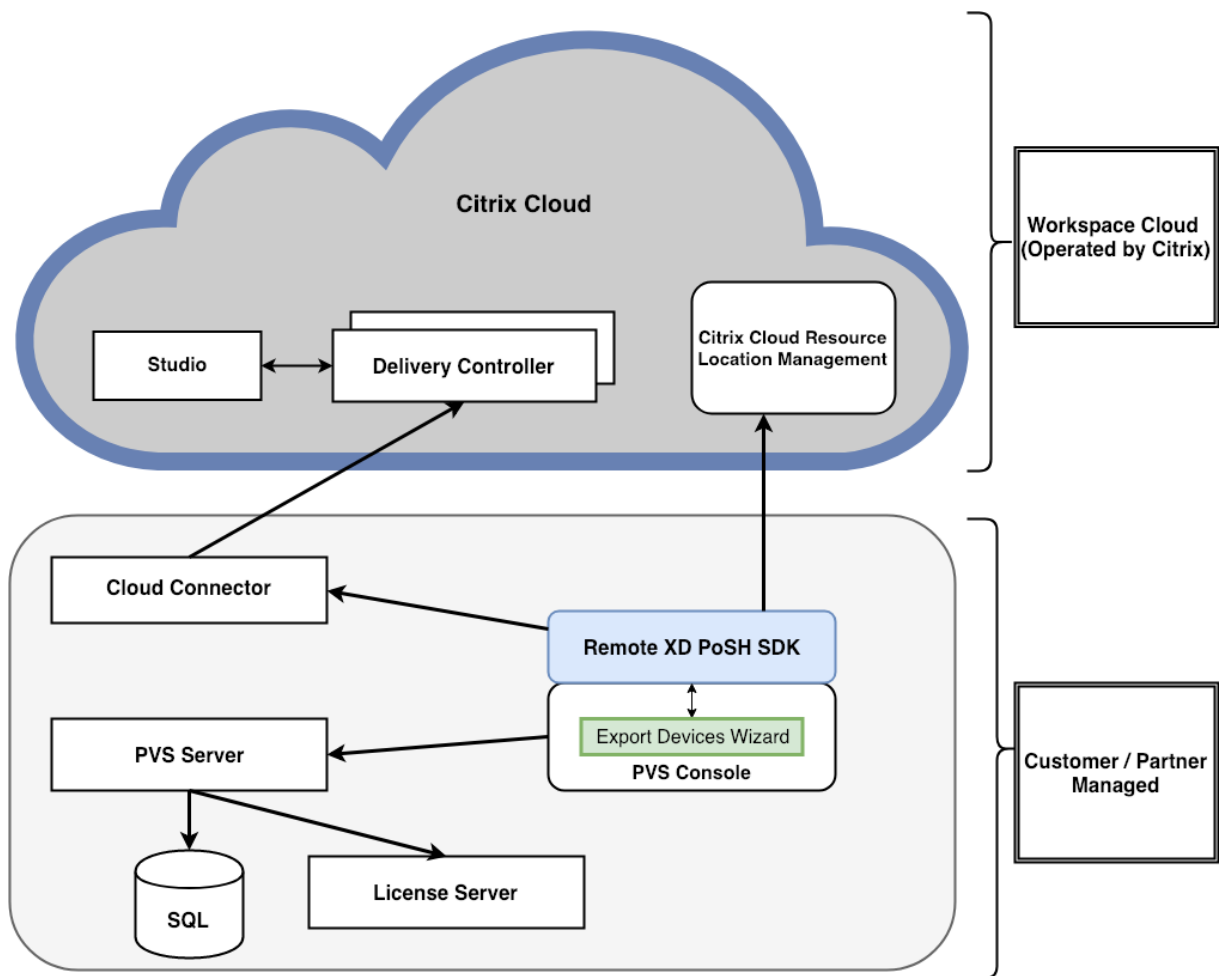 Citrix Cloud
Workspace Cloud
(Operated by Citrix)
Studio
Delivery Controller
Citrix Cloud Resource
Location Management
Cloud Connector
Remote XD PoSH SDK
PVS Server
Export Devices Wizard
PVS Console
Customer / Partner
Managed
SQL
License Server